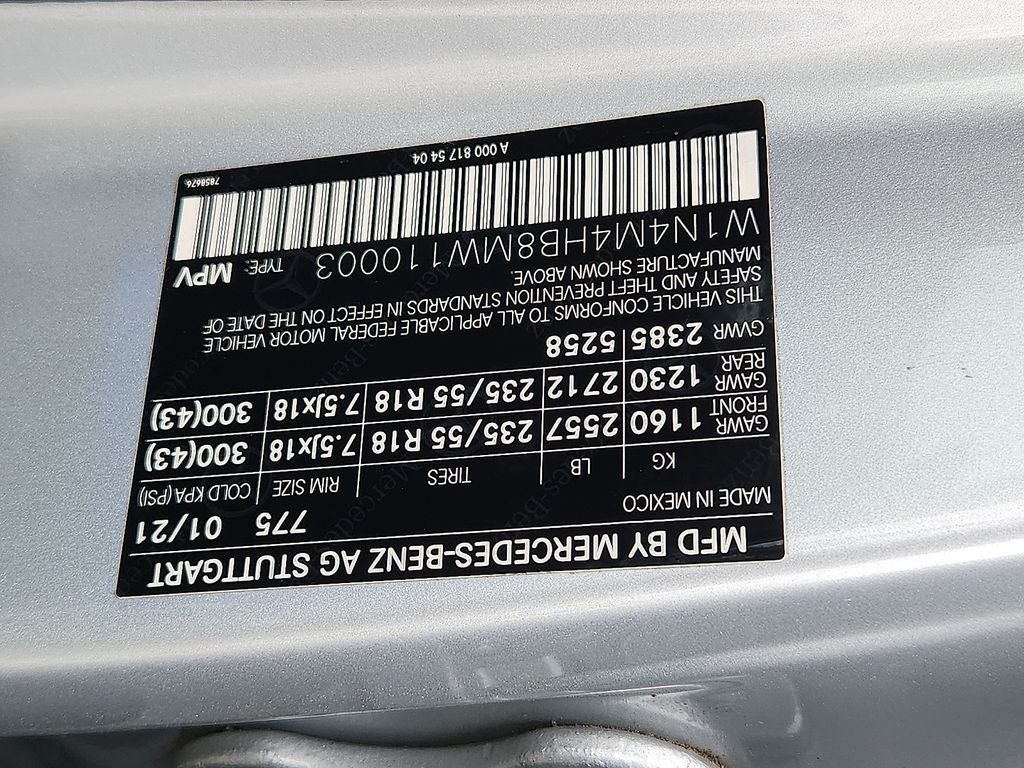 MFD BY MERCEDES-BENZ AG STUTTGART
MADE IN MEXICO 775 01/21
KG LB TIRES RIM SIZE COLD KPA (PSI)
GAWR FRONT 1160 2557 235/55 R18 7.5Jx18 300(43)
GAWR REAR 1230 2712 235/55 R18 7.5Jx18 300(43)
GVWR 2385 5258
THIS VEHICLE CONFORMS TO ALL APPLICABLE FEDERAL MOTOR VEHICLE
SAFETY AND THEFT PREVENTION STANDARDS IN EFFECT ON THE DATE OF
MANUFACTURE SHOWN ABOVE.
W1N4M4HB8MW110003 TYPE: MPV
A 000 817 54 04 7858676